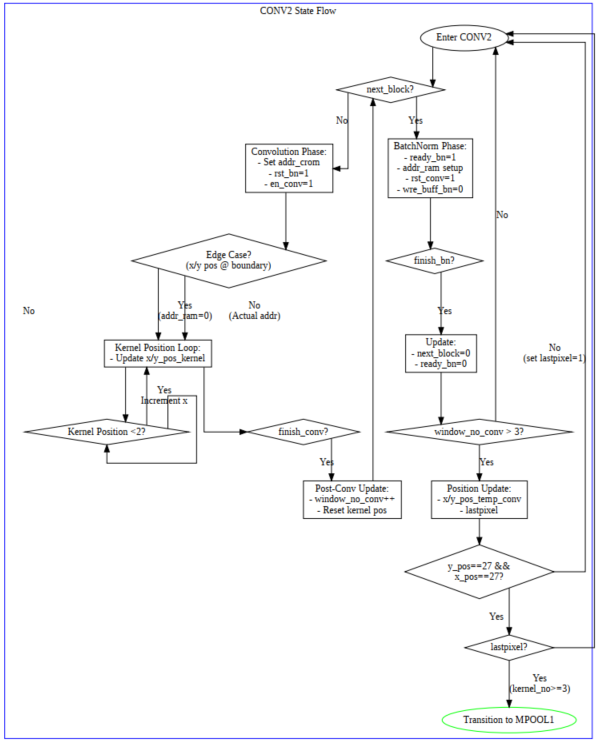 CONV2 State Flow
Enter CONV2
next_block?
No
Yes
Convolution Phase:
- Set addr_crom
- rst_bn=1
- en_conv=1
BatchNorm Phase:
- ready_bn=1
- addr_ram setup
- rst_conv=1
- wre_buff_bn=0
No
Edge Case?
(x/y pos @ boundary)
finish_bn?
No
Yes
(addr_ram=0)
No
(Actual addr)
Yes
Kernel Position Loop:
- Update x/y_pos_kernel
Update:
- next_block=0
- ready_bn=0
No
(set lastpixel=1)
Yes
Increment x
Kernel Position <2?
finish_conv?
window_no_conv > 3?
Yes
Yes
Post-Conv Update:
- window_no_conv++
- Reset kernel pos
Position Update:
- x/y_pos_temp_conv
- lastpixel
y_pos==27 &&
x_pos==27?
Yes
lastpixel?
Yes
(kernel_no>=3)
Transition to MPOOL1